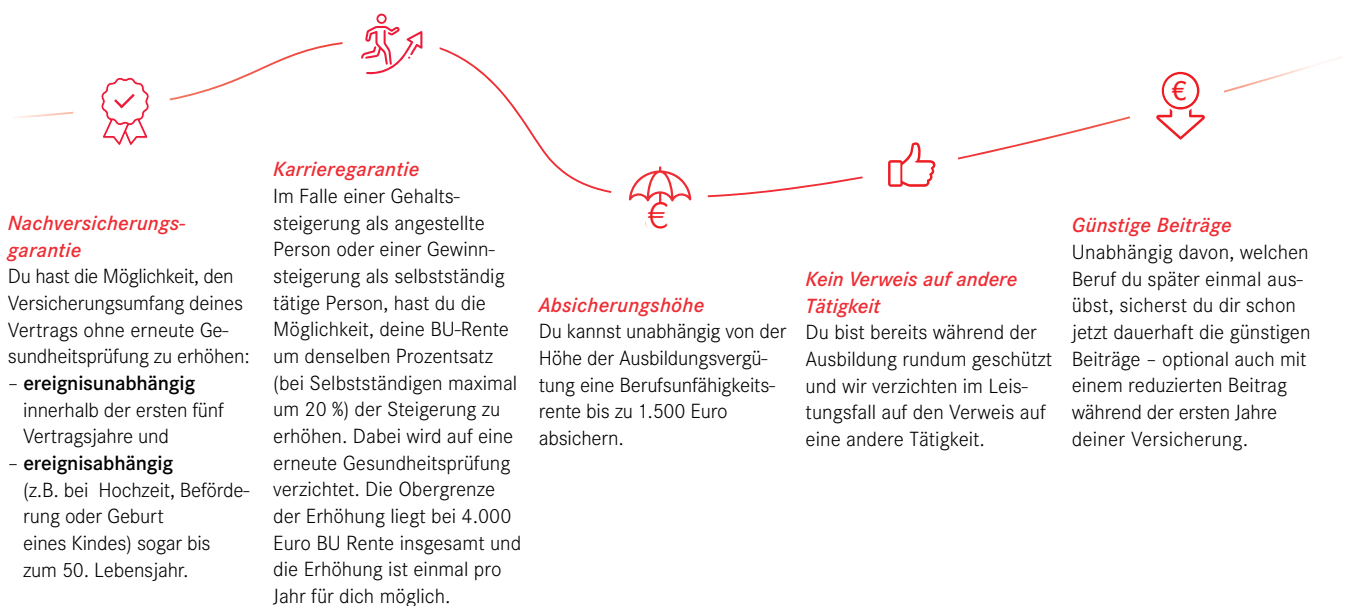 Nachversicherungs-
garantie
Du hast die Möglichkeit, den
Versicherungsumfang deines
Vertrags ohne erneute Ge-
sundheitsprüfung zu erhöhen:
– ereignisunabhängig
innerhalb der ersten fünf
Vertragsjahre und
– ereignisabhängig
(z.B. bei Hochzeit, Beförde-
rung oder Geburt
eines Kindes) sogar bis
zum 50. Lebensjahr.
Karrieregarantie
Im Falle einer Gehalts-
steigerung als angestellte
Person oder einer Gewinn-
steigerung als selbstständig
tätige Person, hast du die
Möglichkeit, deine BU-Rente
um denselben Prozentsatz
(bei Selbstständigen maximal
um 20 %) der Steigerung zu
erhöhen. Dabei wird auf eine
erneute Gesundheitsprüfung
verzichtet. Die Obergrenze
der Erhöhung liegt bei 4.000
Euro BU Rente insgesamt und
die Erhöhung ist einmal pro
Jahr für dich möglich.
€
Absicherungshöhe
Du kannst unabhängig von der
Höhe der Ausbildungsvergü-
tung eine Berufsunfähigkeits-
rente bis zu 1.500 Euro
absichern.
Kein Verweis auf andere
Tätigkeit
Du bist bereits während der
Ausbildung rundum geschützt
und wir verzichten im Leis-
tungsfall auf den Verweis auf
eine andere Tätigkeit.
€
Günstige Beiträge
Unabhängig davon, welchen
Beruf du später einmal aus-
übst, sicherst du dir schon
jetzt dauerhaft die günstigen
Beiträge – optional auch mit
einem reduzierten Beitrag
während der ersten Jahre
deiner Versicherung.